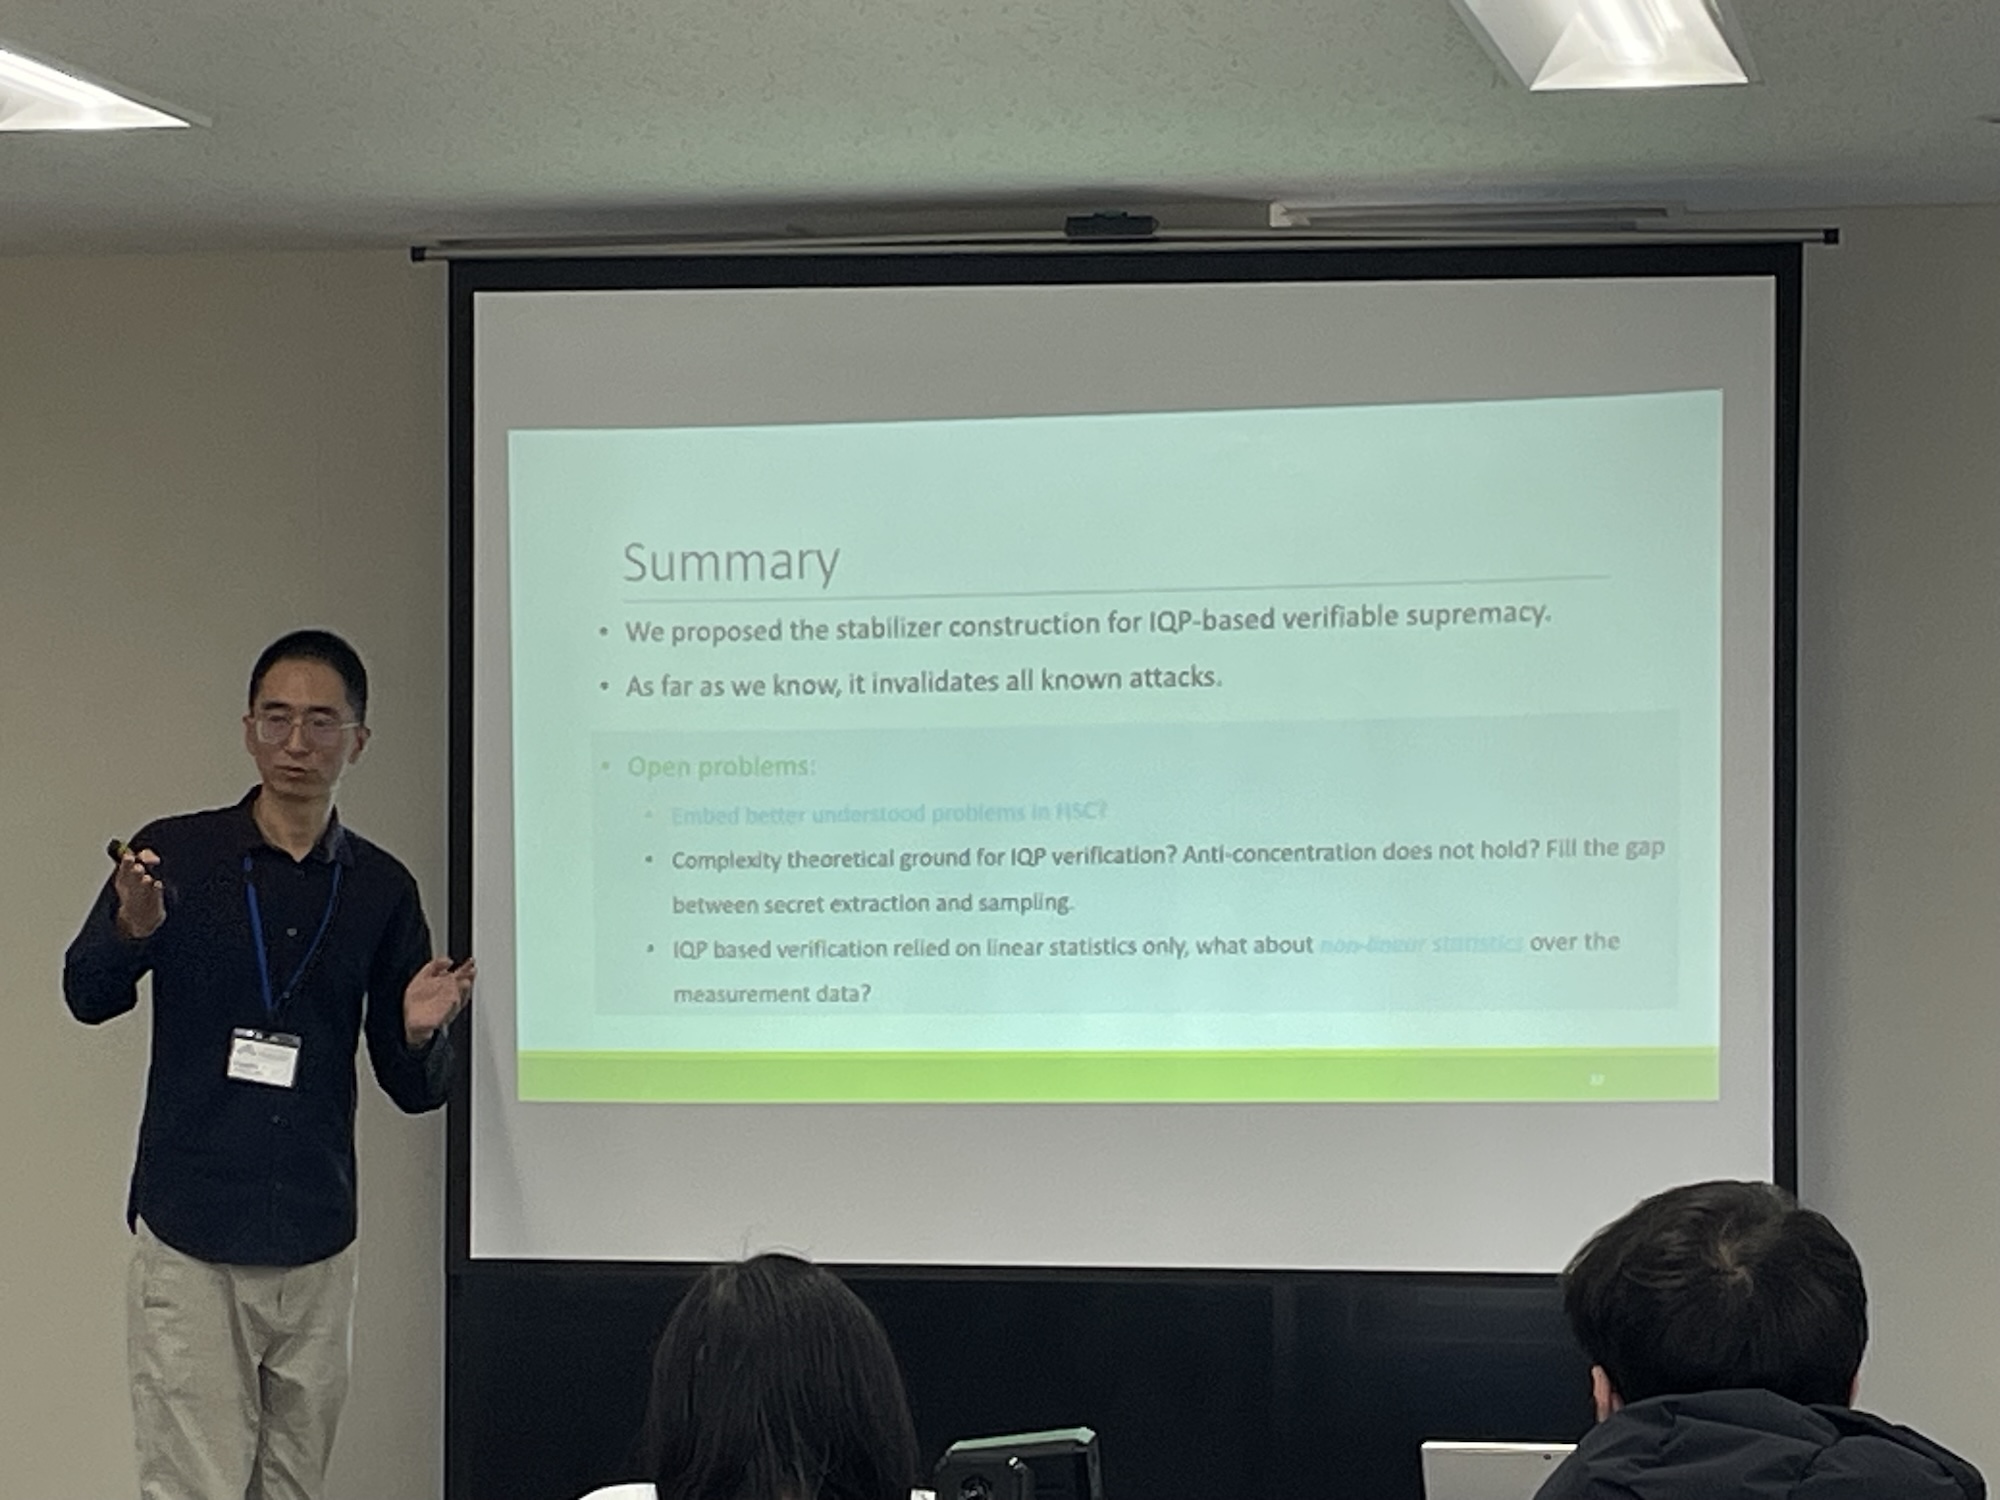 Summary
• We proposed the stabilizer construction for IQP-based verifiable supremacy.
• As far as we know, it invalidates all known attacks.
• Open problems:
• Embed better understood problems in HSC?
• Complexity theoretical ground for IQP verification? Anti-concentration does not hold? Fill the gap
between secret extraction and sampling.
• IQP based verification relied on linear statistics only, what about non-linear statistics over the
measurement data?